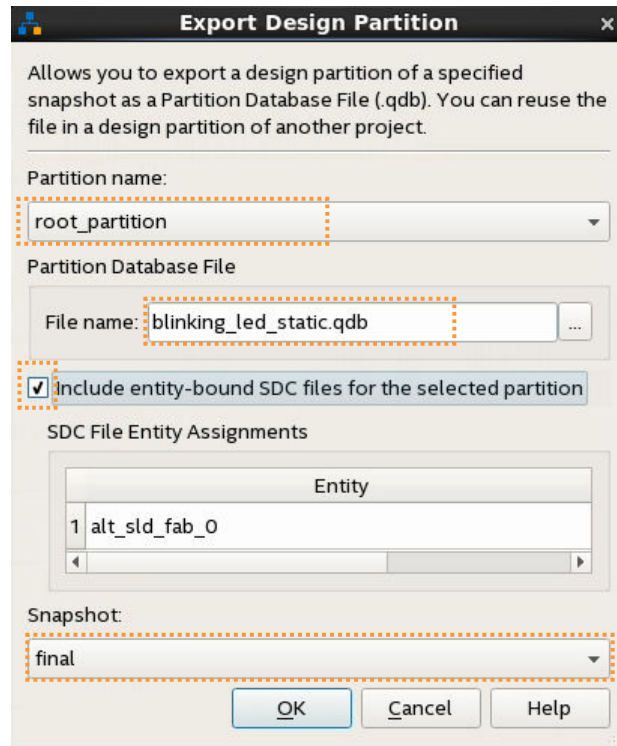 Export Design Partition
Allows you to export a design partition of a specified
snapshot as a Partition Database File (.qdb). You can reuse the
file in a design partition of another project.
Partition name:
root_partition
Partition Database File
File name: blinking_led_static.qdb ...
Include entity-bound SDC files for the selected partition
SDC File Entity Assignments
Entity
1 alt_sld_fab_0
Snapshot:
final
OK Cancel Help